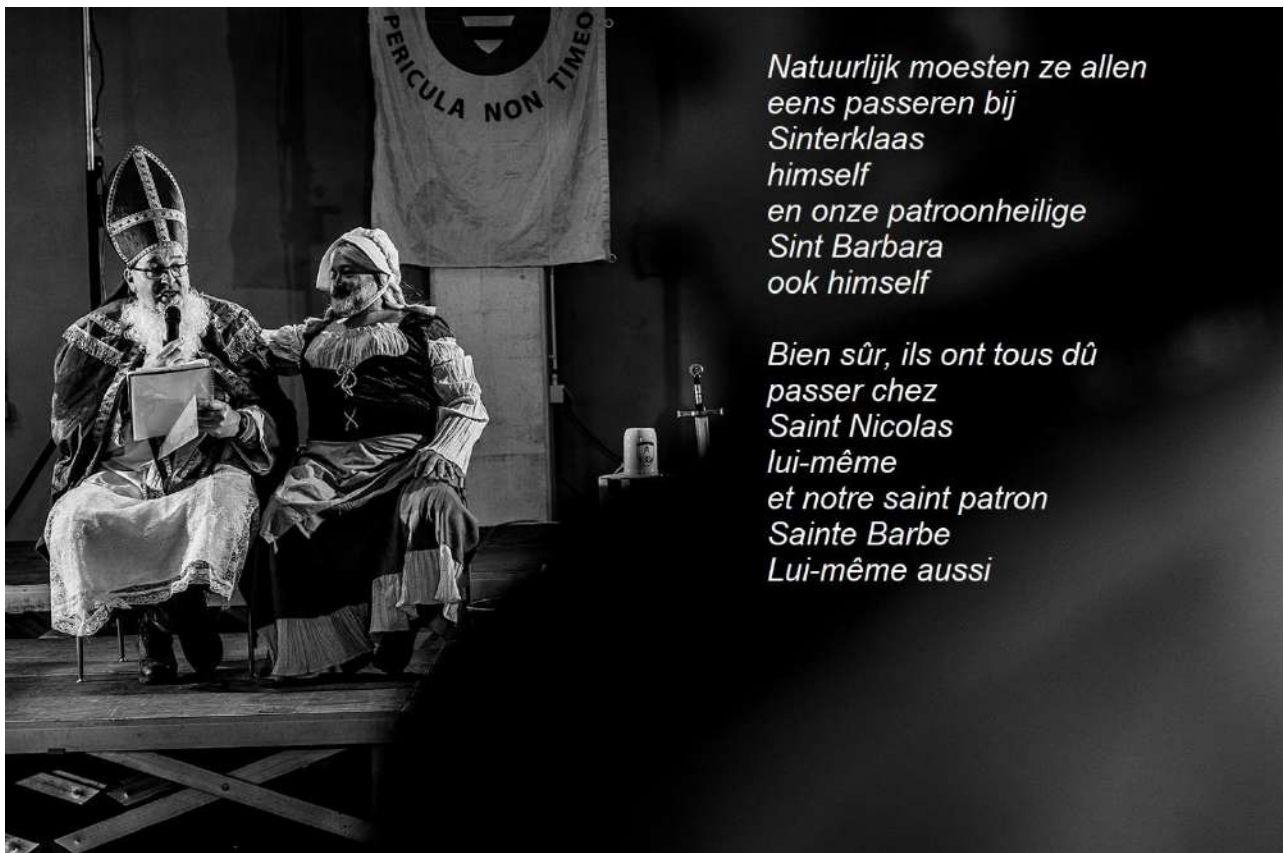 PERICULA NON TIMEO
Natuurlijk moesten ze allen
eens passeren bij
Sinterklaas
himself
en onze patroonheilige
Sint Barbara
ook himself
Bien sûr, ils ont tous dû
passer chez
Saint Nicolas
lui-même
et notre saint patron
Sainte Barbe
Lui-même aussi